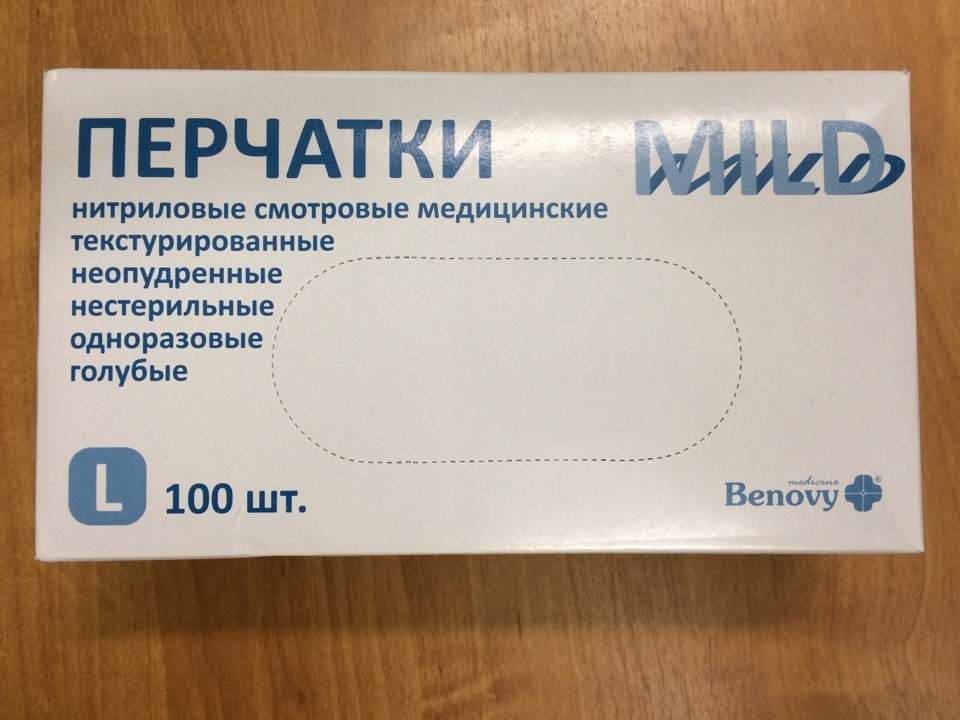 ПЕРЧАТКИ
MILD
нитриловые смотровые медицинские
текстурированные
неопудренные
нестерильные
одноразовые
голубые
L 100 шт.
medicine
Benovy ®